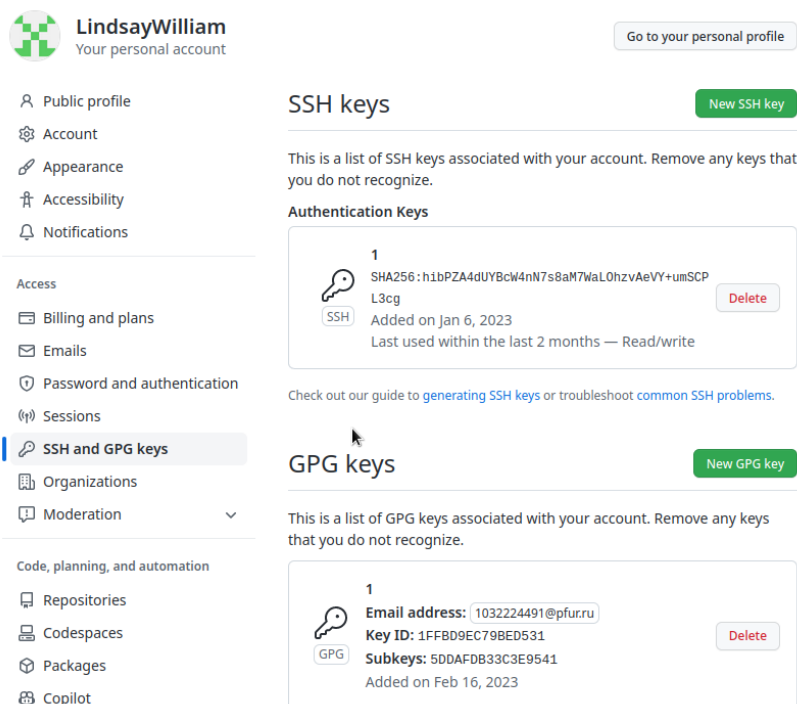 LindsayWilliam
Your personal account
Go to your personal profile
Public profile
Account
Appearance
Accessibility
Notifications
Access
Billing and plans
Emails
Password and authentication
Sessions
SSH and GPG keys
Organizations
Moderation
Code, planning, and automation
Repositories
Codespaces
Packages
Copilot
SSH keys
New SSH key
This is a list of SSH keys associated with your account. Remove any keys that
you do not recognize.
Authentication Keys
1
SHA256:hibPZA4dUYBcW4nN7s8aM7WaLOhzvAeVY+umSCP
L3cg
SSH
Added on Jan 6, 2023
Last used within the last 2 months — Read/write
Delete
Check out our guide to generating SSH keys or troubleshoot common SSH problems.
GPG keys
New GPG key
This is a list of GPG keys associated with your account. Remove any keys
that you do not recognize.
1
Email address: 1032224491@pfur.ru
Key ID: 1FFBD9EC79BED531
GPG
Subkeys: 5DDAFDB33C3E9541
Added on Feb 16, 2023
Delete